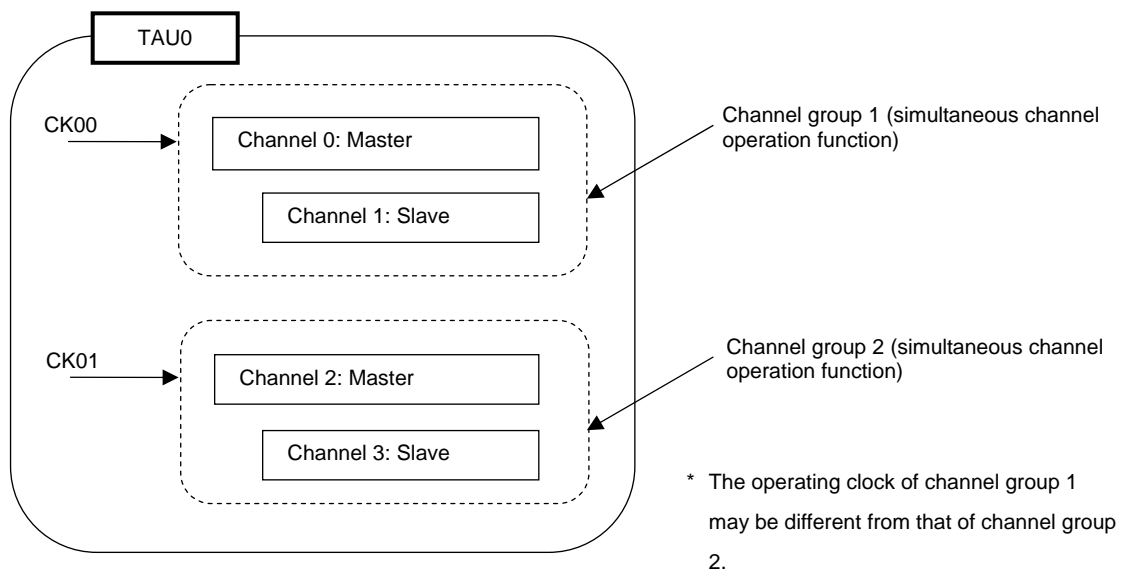 TAU0
CK00
Channel 0: Master
Channel 1: Slave
Channel group 1 (simultaneous channel
operation function)
CK01
Channel 2: Master
Channel 3: Slave
Channel group 2 (simultaneous channel
operation function)
* The operating clock of channel group 1
may be different from that of channel group
2.